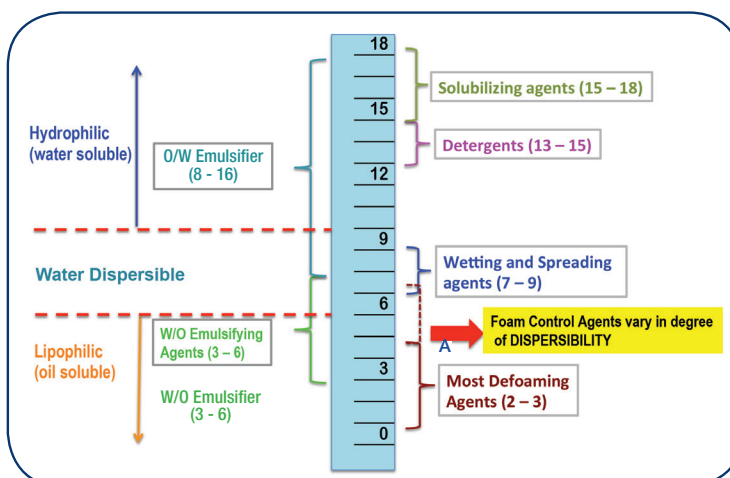 Hydrophilic
(water soluble)
O/W Emulsifier
(8 - 16)
Water Dispersible
Lipophilic
(oil soluble)
W/O Emulsifying
Agents (3 – 6)
W/O Emulsifier
(3 - 6)
18
15
12
9
6
3
0
Solubilizing agents (15 – 18)
Detergents (13 – 15)
Wetting and Spreading
agents (7 – 9)
A
Foam Control Agents vary in degree
of DISPERSIBILITY
Most Defoaming
Agents (2 – 3)